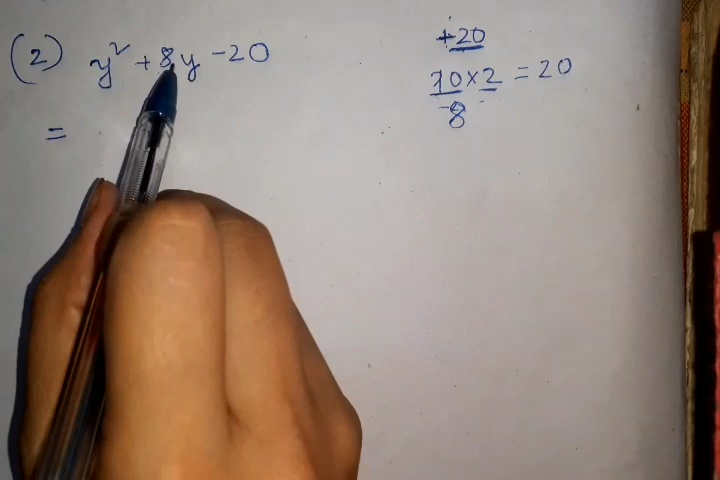 (2) y² + 8y - 20
=
+20
10 × 2 = 20
8